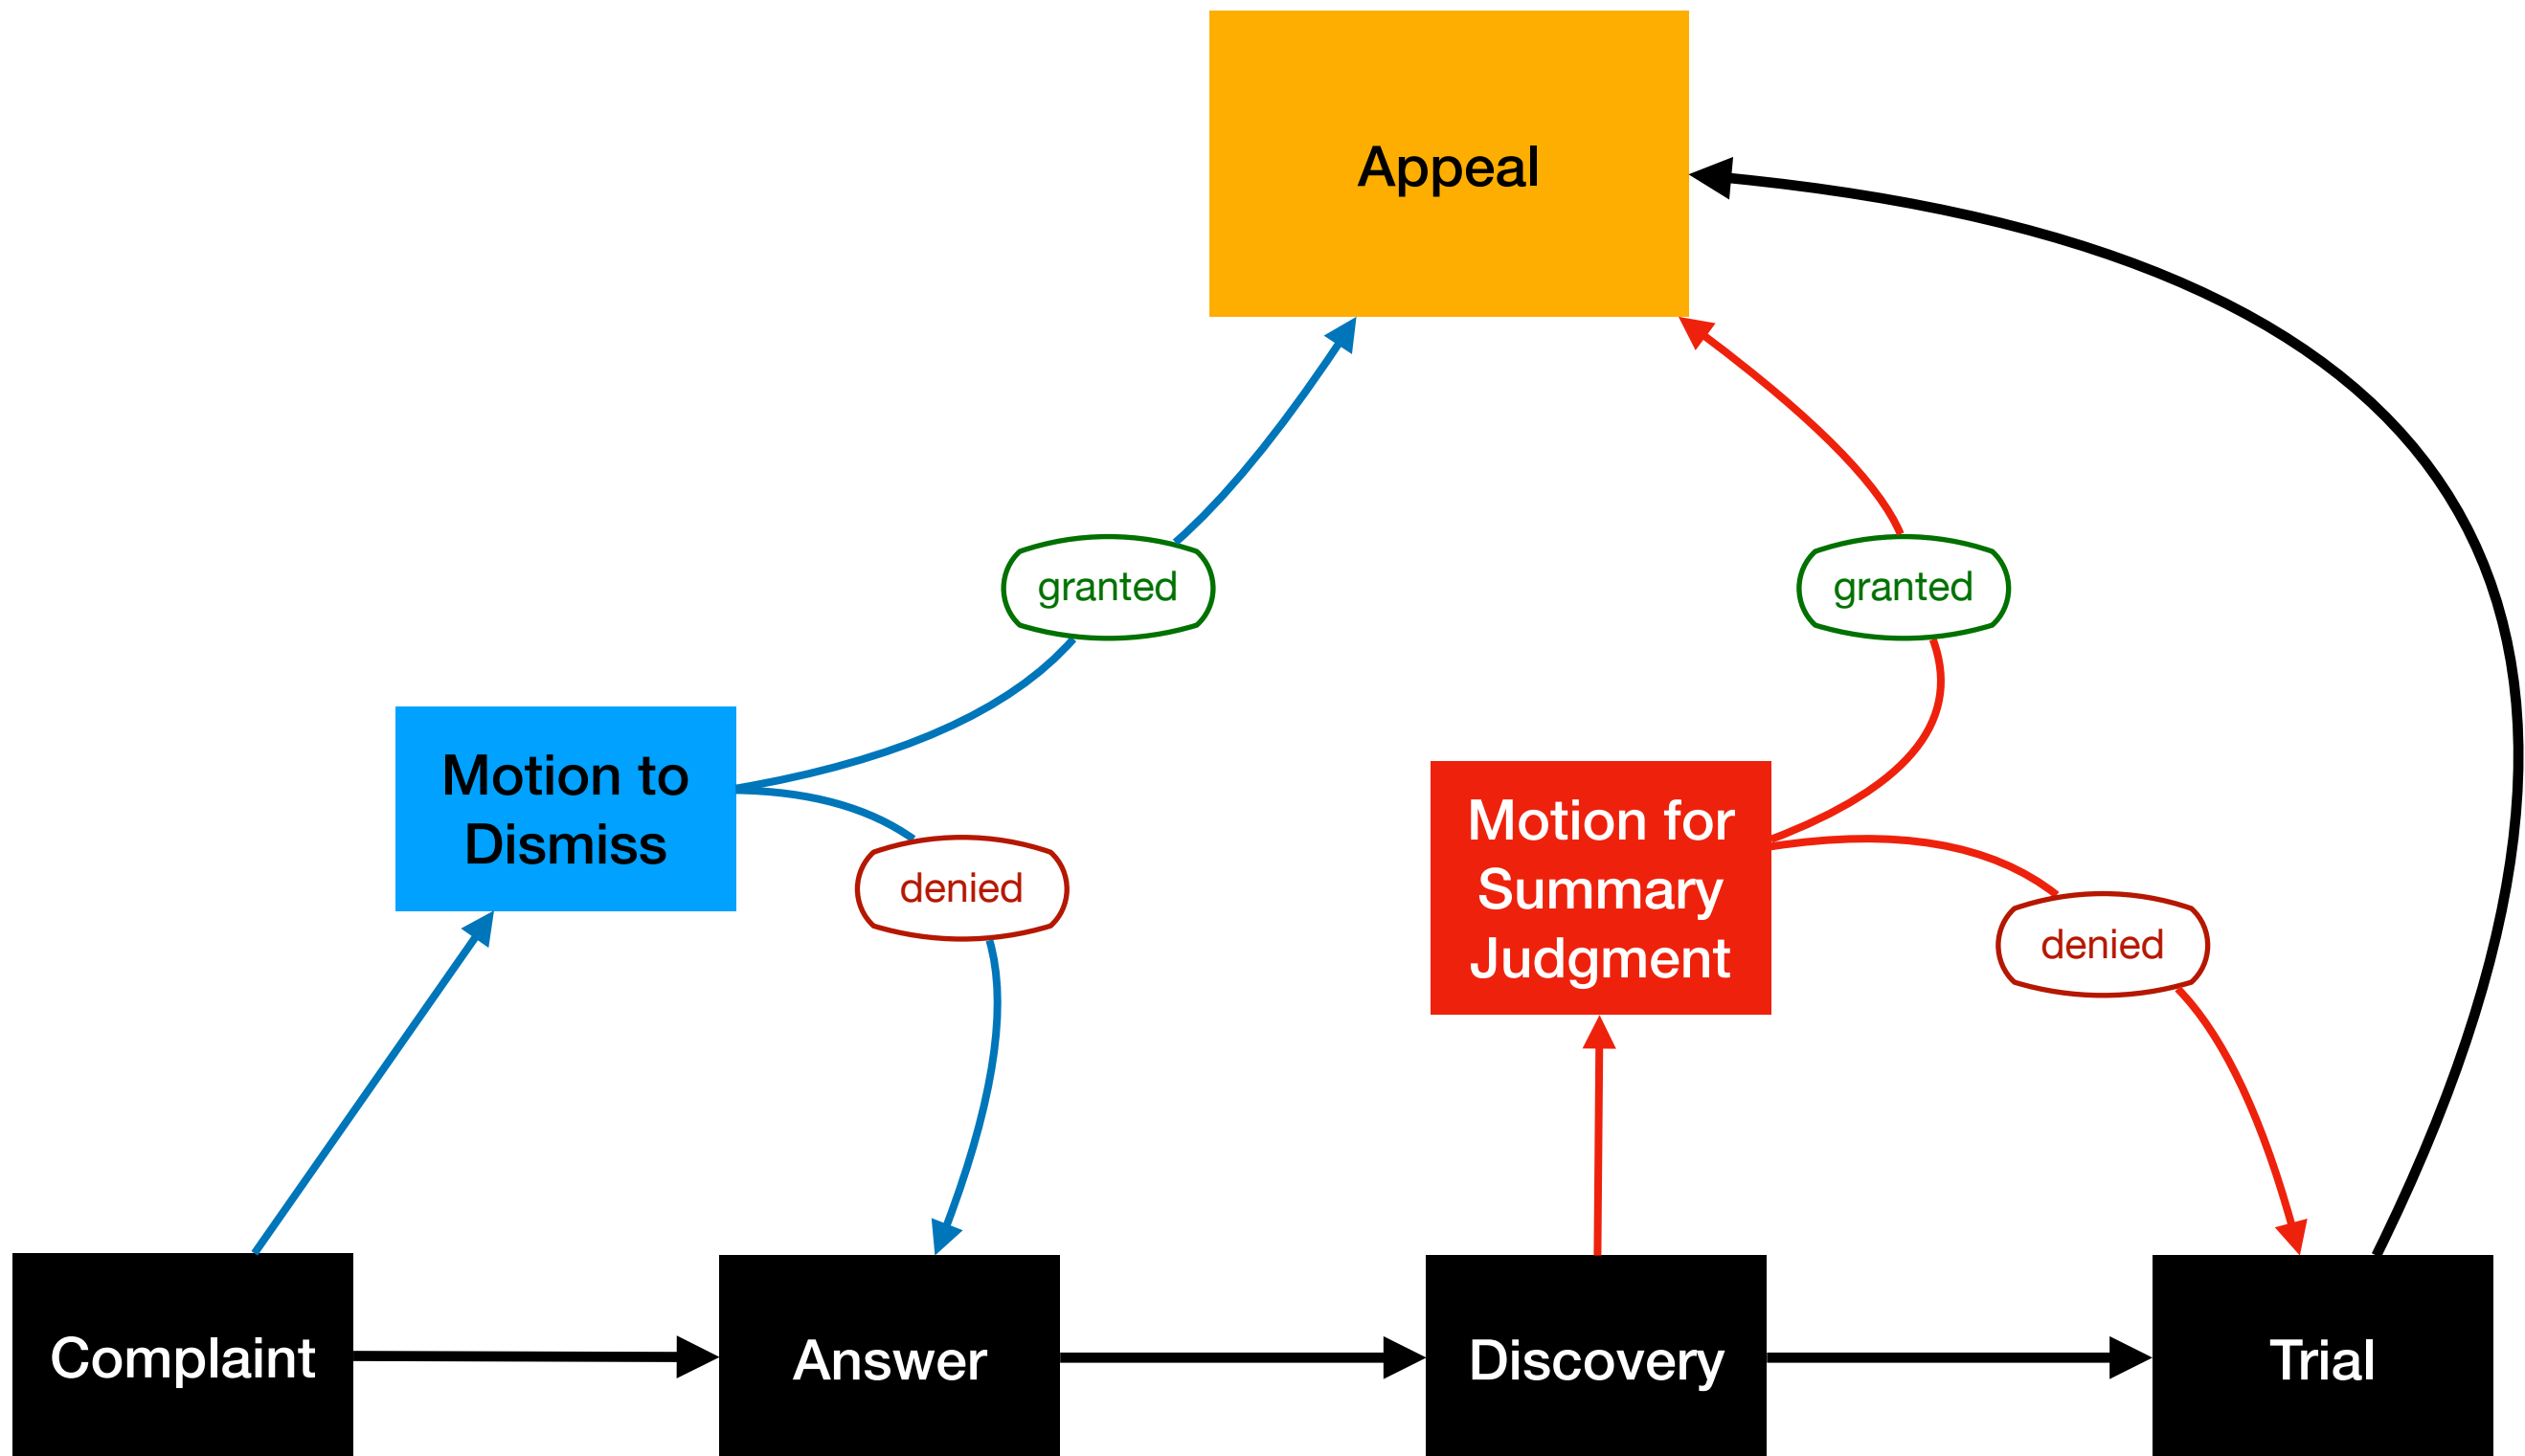 Appeal
granted
granted
Motion to
Dismiss
denied
Motion for
Summary
Judgment
denied
Complaint
Answer
Discovery
Trial